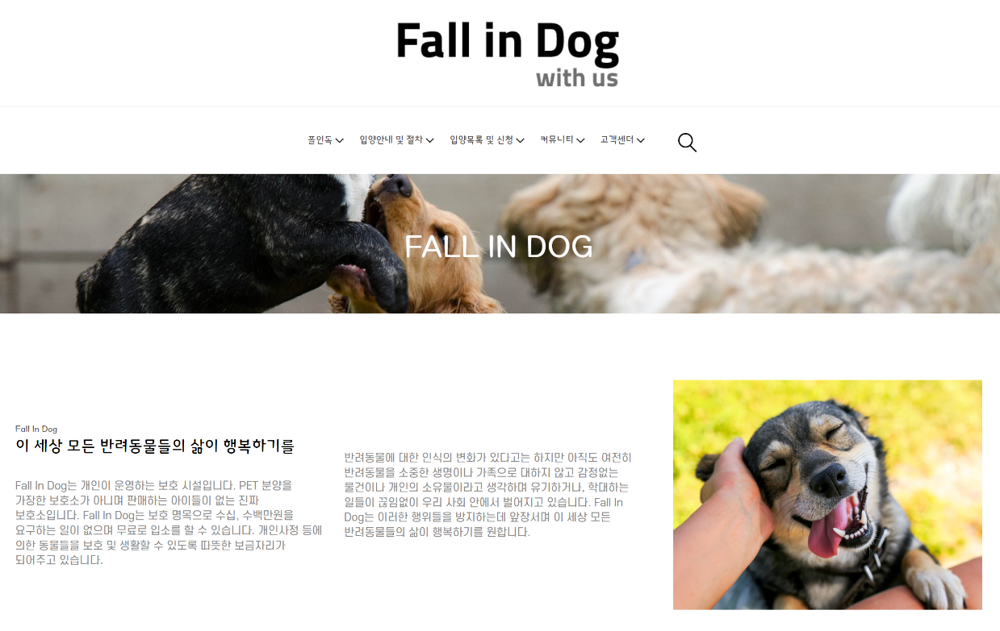 Fall in Dog
with us
폴인독
입양안내 및 절차
입양목록 및 신청
커뮤니티
고객센터
FALL IN DOG
Fall In Dog
이 세상 모든 반려동물들의 삶이 행복하기를
Fall In Dog는 개인이 운영하는 보호 시설입니다. PET 분양을
가장한 보호소가 아니며 판매하는 아이들이 없는 진짜
보호소입니다. Fall In Dog는 보호 명목으로 수십, 수백만원을
요구하는 일이 없으며 무료로 입소를 할 수 있습니다. 개인사정 등에
의한 동물들을 보호 및 생활할 수 있도록 따뜻한 보금자리가
되어주고 있습니다.
반려동물에 대한 인식의 변화가 있다고는 하지만 아직도 여전히
반려동물을 소중한 생명이나 가족으로 대하지 않고 감정없는
물건이나 개인의 소유물이라고 생각하며 유기하거나, 학대하는
일들이 끊임없이 우리 사회 안에서 벌어지고 있습니다. Fall In
Dog는 이러한 행위들을 방지하는데 앞장서며 이 세상 모든
반려동물들의 삶이 행복하기를 원합니다.